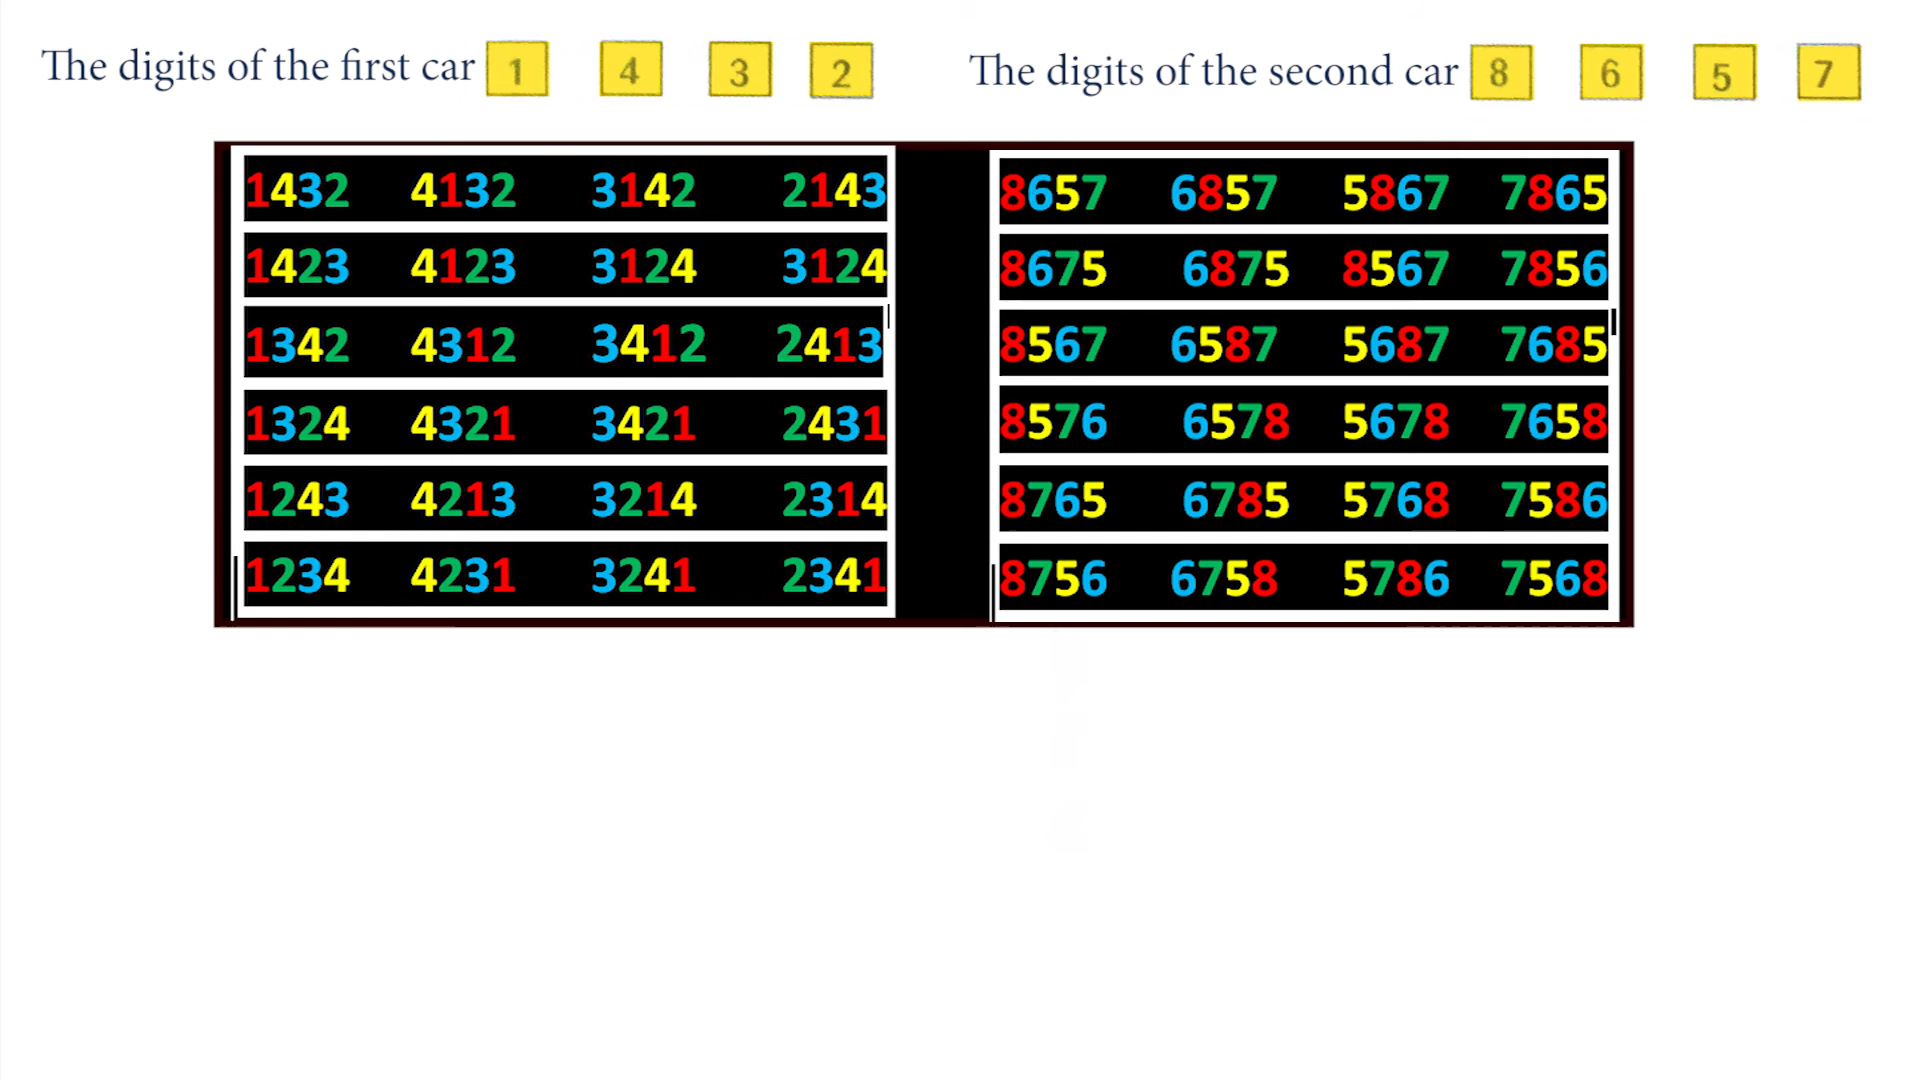 The digits of the first car 1 4 3 2 The digits of the second car 8 6 5 7
1432 4132 3142 2143 8657 6857 5867 7865
1423 4123 3124 3124 8675 6875 8567 7856
1342 4312 3412 2413 8567 6587 5687 7685
1324 4321 3421 2431 8576 6578 5678 7658
1243 4213 3214 2314 8765 6785 5768 7586
1234 4231 3241 2341 8756 6758 5786 7568